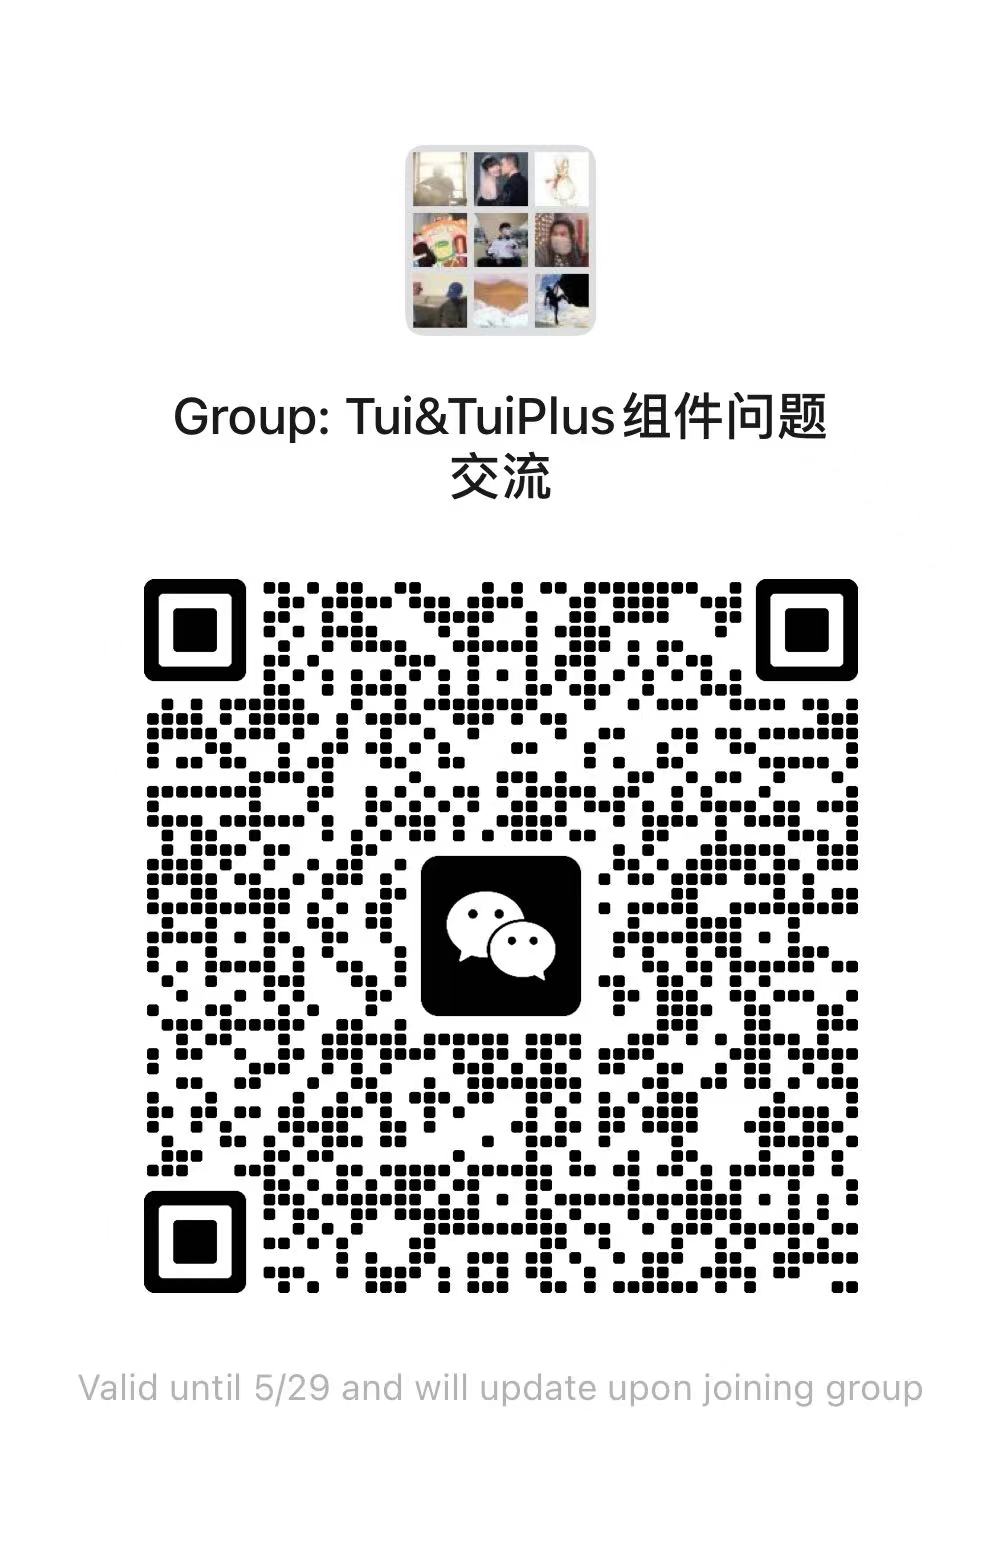 Group: Tui&TuiPlus组件问题
交流
Valid until 5/29 and will update upon joining group